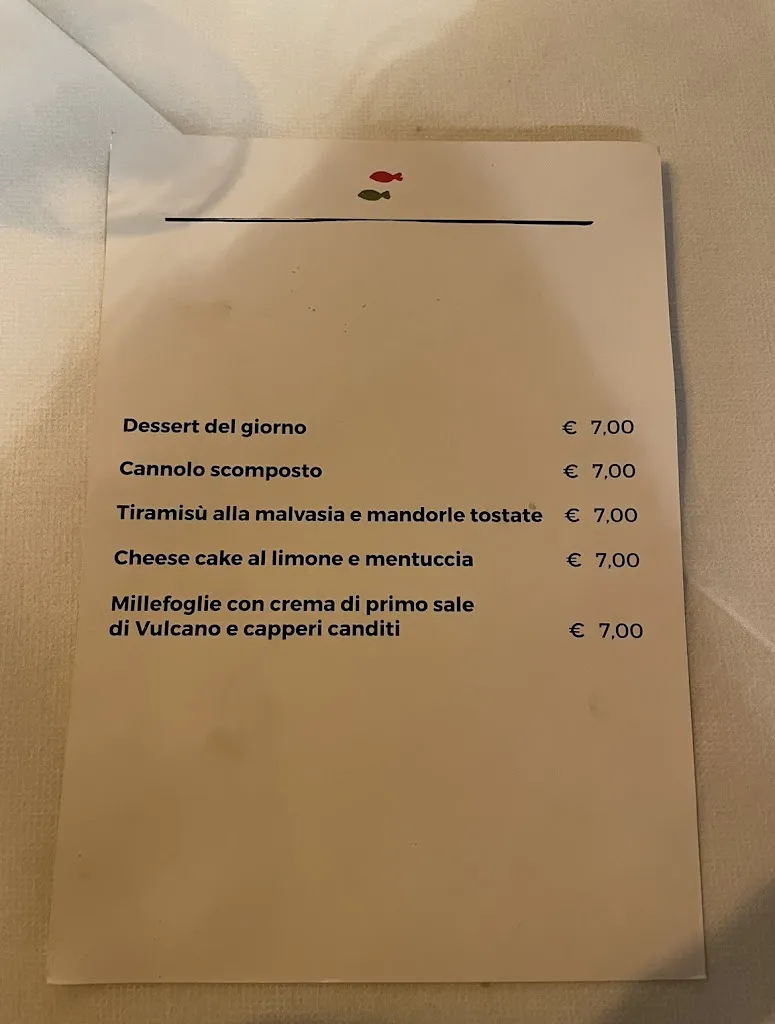 Dessert del giorno € 7,00
Cannolo scomposto € 7,00
Tiramisù alla malvasia e mandorle tostate € 7,00
Cheese cake al limone e mentuccia € 7,00
Millefoglie con crema di primo sale
di Vulcano e capperi canditi € 7,00